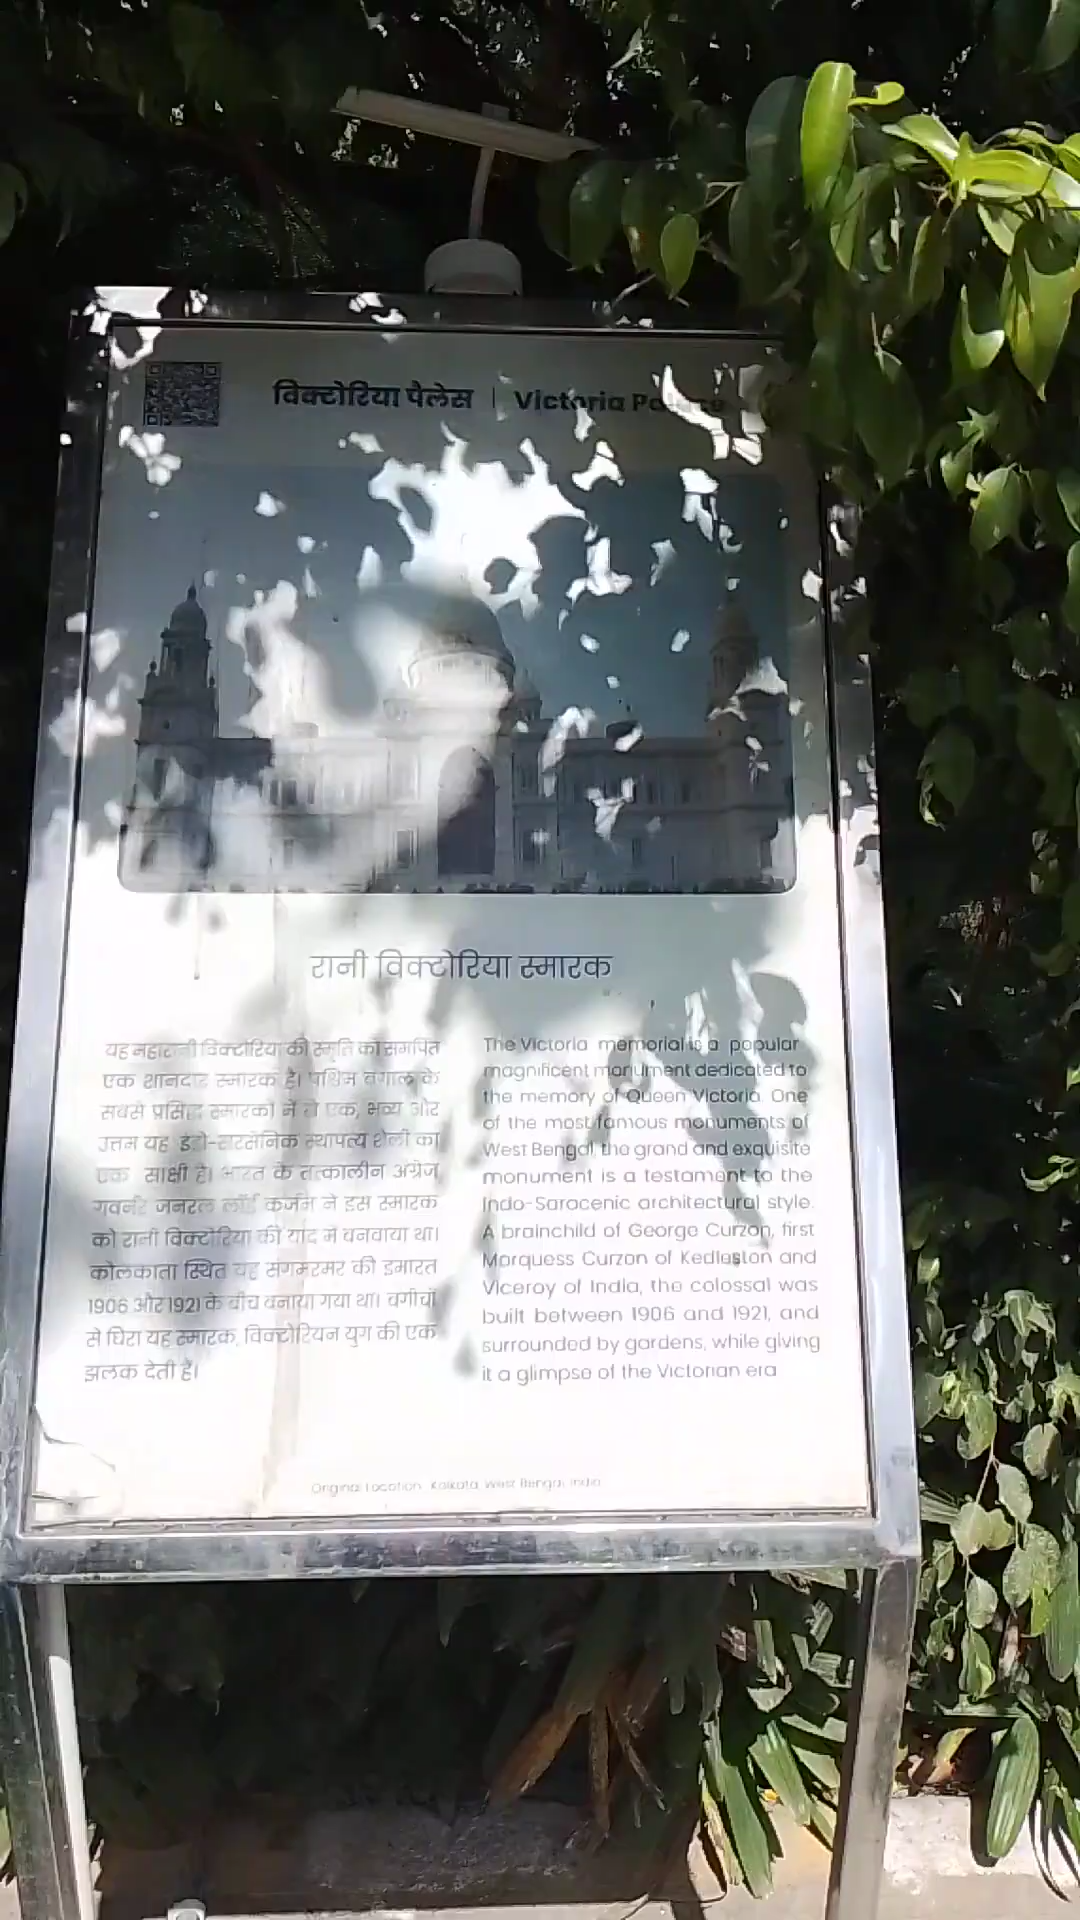 विक्टोरिया पैलेस | Victoria Palace
रानी विक्टोरिया स्मारक
यह महारानी विक्टोरिया की स्मृति को समर्पित
एक शानदार स्मारक है। पश्चिम बंगाल के
सबसे प्रसिद्ध स्मारकों में से एक, भव्य और
उत्तम यह इंडो-सारसेनिक स्थापत्य शैली का
एक साक्षी है। भारत के तत्कालीन अंग्रेज
गवर्नर जनरल लॉर्ड कर्जन ने इस स्मारक
को रानी विक्टोरिया की याद में बनवाया था।
कोलकाता स्थित यह संगमरमर की इमारत
1906 और 1921 के बीच बनाया गया था। बगीचों
से घिरा यह स्मारक, विक्टोरियन युग की एक
झलक देती है।
The Victoria memorial is a popular
magnificent monument dedicated to
the memory of Queen Victoria. One
of the most famous monuments of
West Bengal, the grand and exquisite
monument is a testament to the
Indo-Saracenic architectural style.
A brainchild of George Curzon, first
Marquess Curzon of Kedleston and
Viceroy of India, the colossal was
built between 1906 and 1921, and
surrounded by gardens, while giving
it a glimpse of the Victorian era
Original Location: Kolkata, West Bengal, India